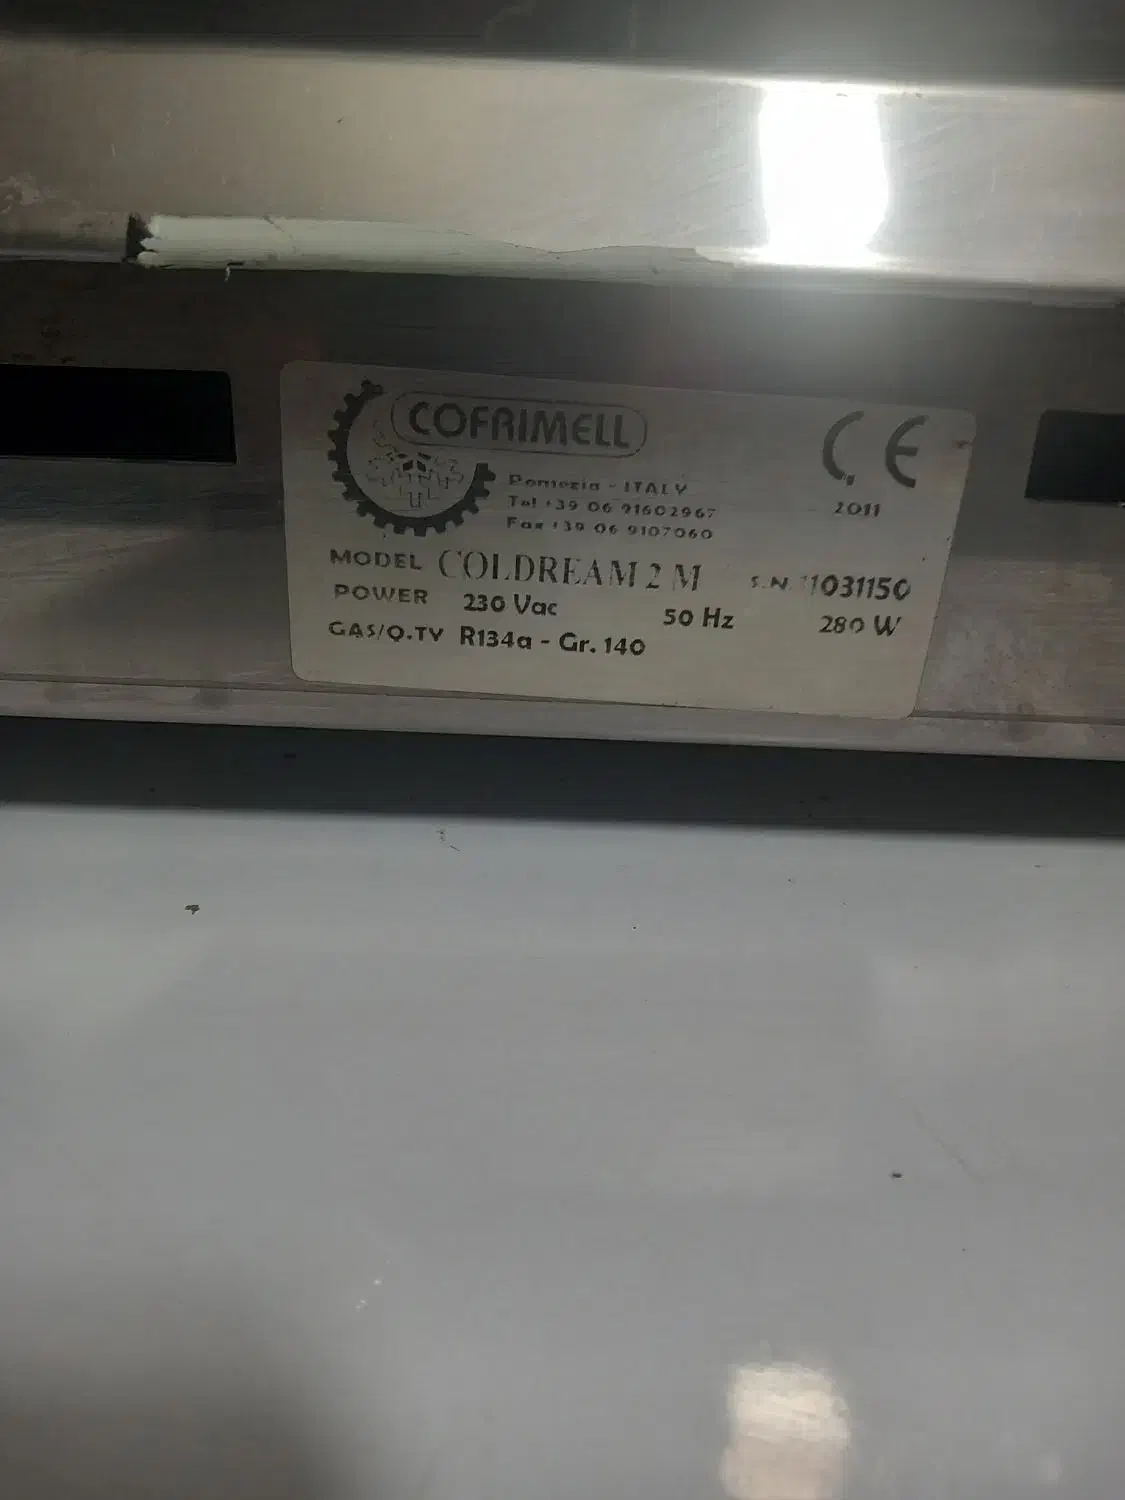 COFRIMELL
CE
Pomezia - ITALY
Tel +39 06 91602967
2011
Fax +39 06 9107060
MODEL COLDREAM 2 M S.N. 11031150
POWER 230 Vac 50 Hz 280 W
GAS/Q.TY R134a - Gr. 140